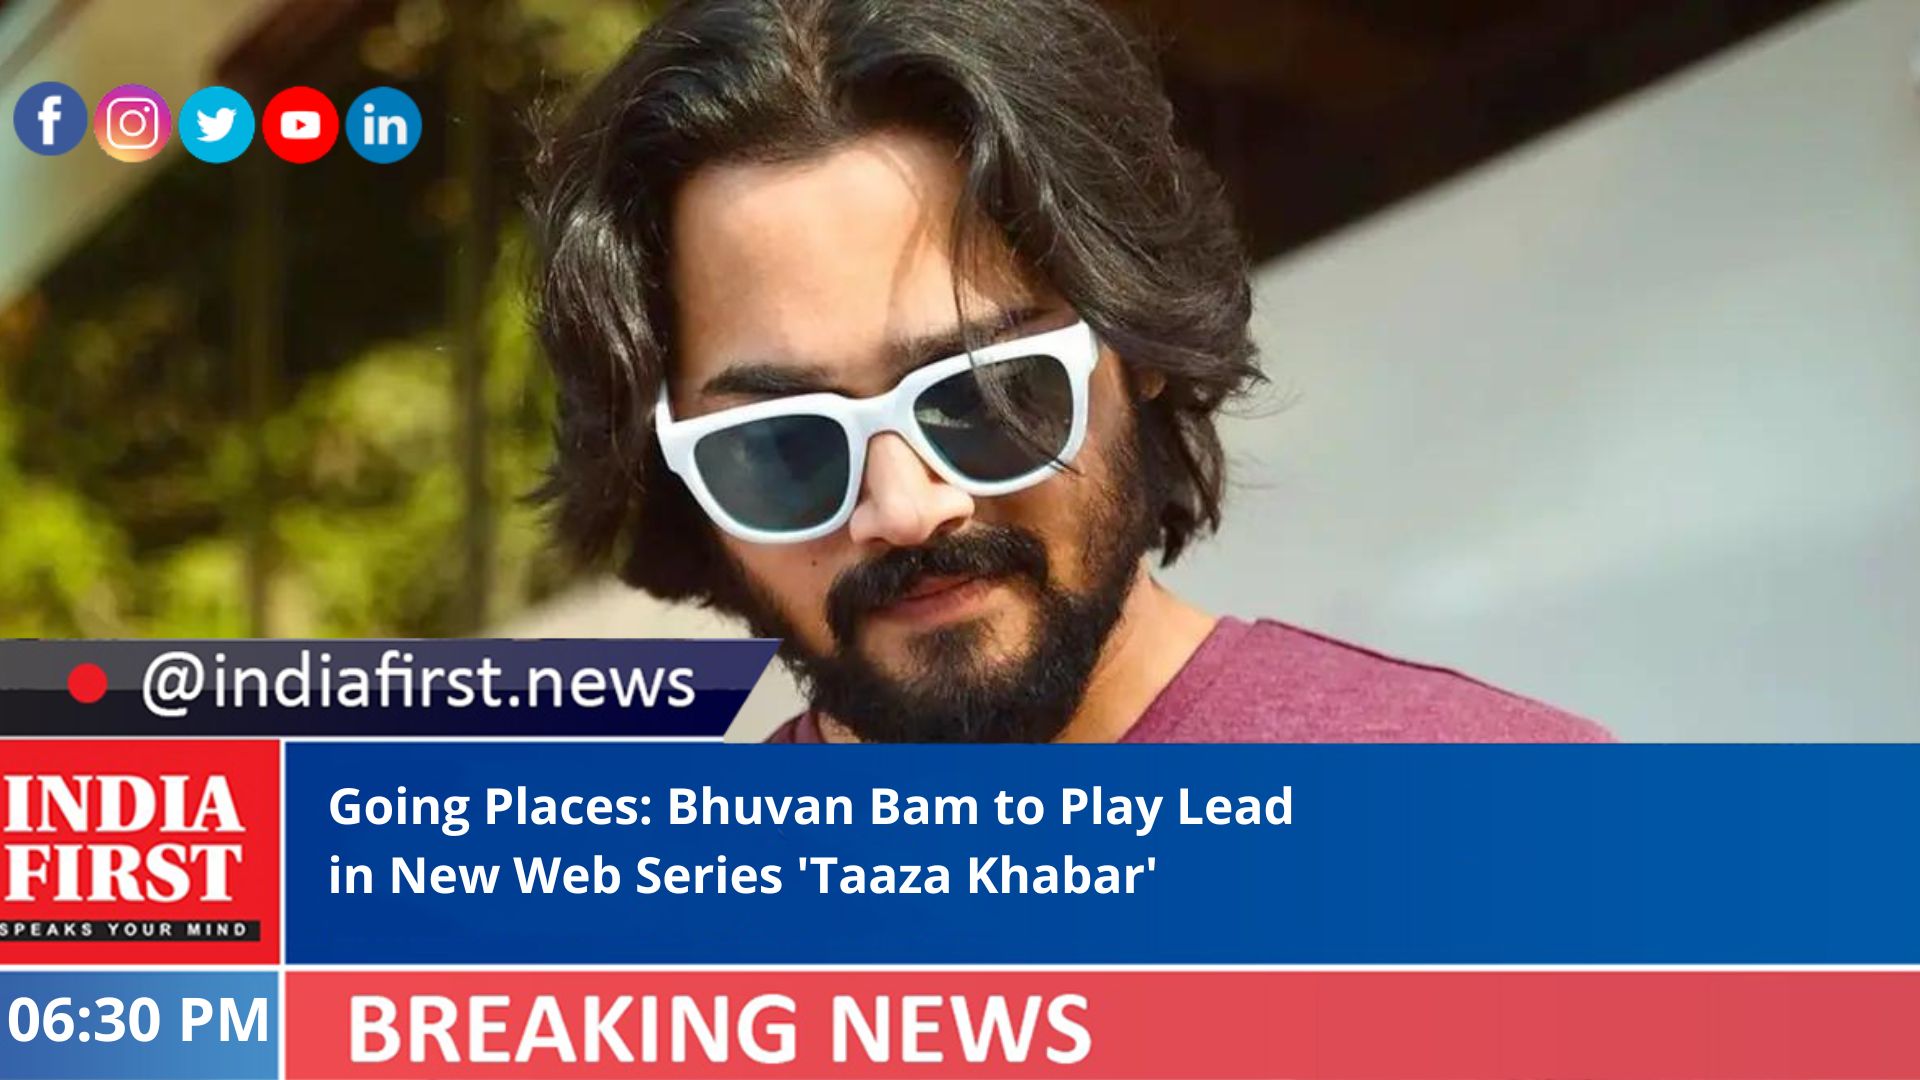 @indiafirst.news
INDIA
FIRST
SPEAKS YOUR MIND
Going Places: Bhuvan Bam to Play Lead
in New Web Series 'Taaza Khabar'
06:30 PM
BREAKING NEWS